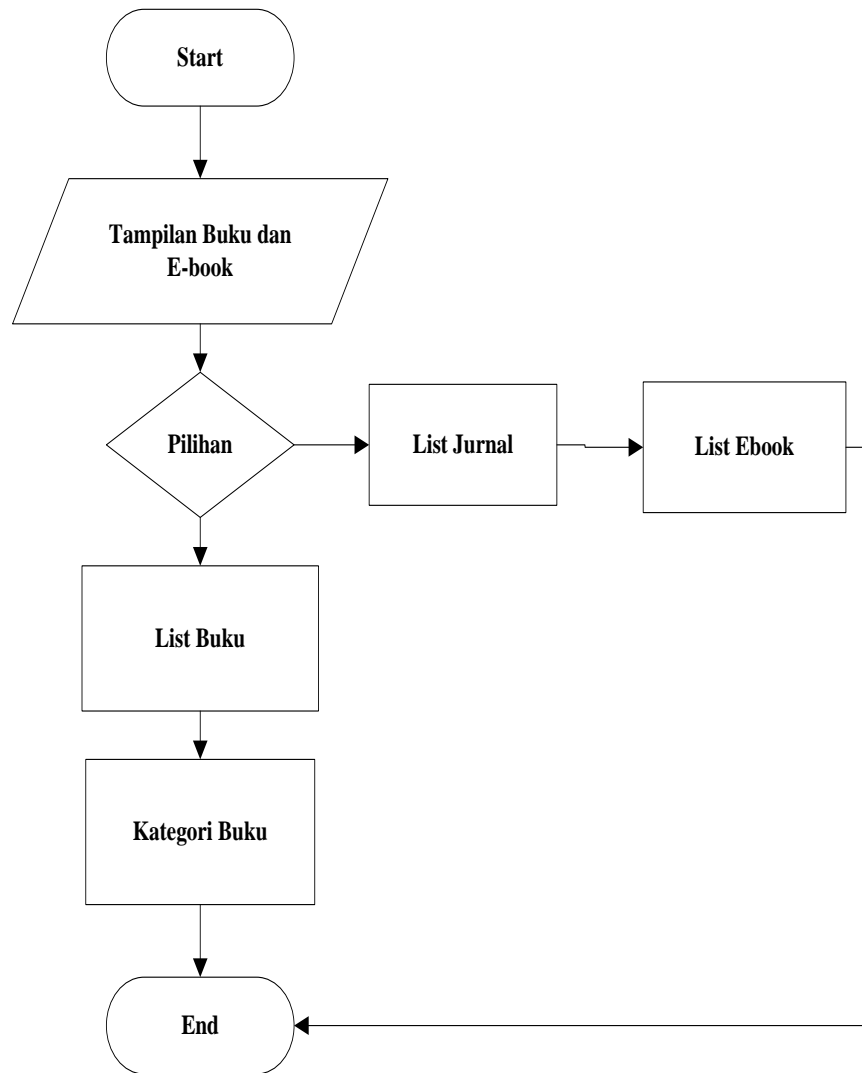 Start
Tampilan Buku dan
E-book
Pilihan
List Jurnal
List Ebook
List Buku
Kategori Buku
End